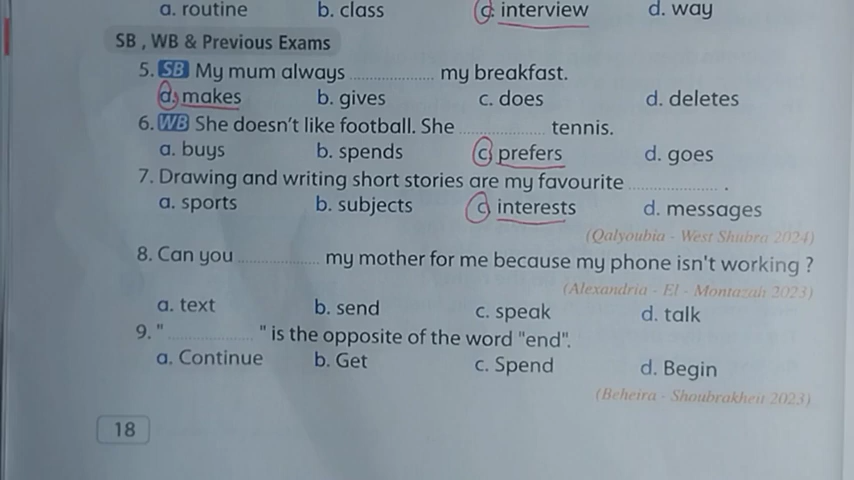 a. routine b. class c. interview d. way
SB , WB & Previous Exams
5. SB My mum always .................... my breakfast.
a. makes b. gives c. does d. deletes
6. WB She doesn't like football. She .................... tennis.
a. buys b. spends c. prefers d. goes
7. Drawing and writing short stories are my favourite .................... .
a. sports b. subjects c. interests d. messages
(Qalyoubia - West Shubra 2024)
8. Can you .................... my mother for me because my phone isn't working ?
(Alexandria - El - Montazah 2023)
a. text b. send c. speak d. talk
9. " .................... " is the opposite of the word "end".
a. Continue b. Get c. Spend d. Begin
(Beheira - Shoubrakheit 2023)
18